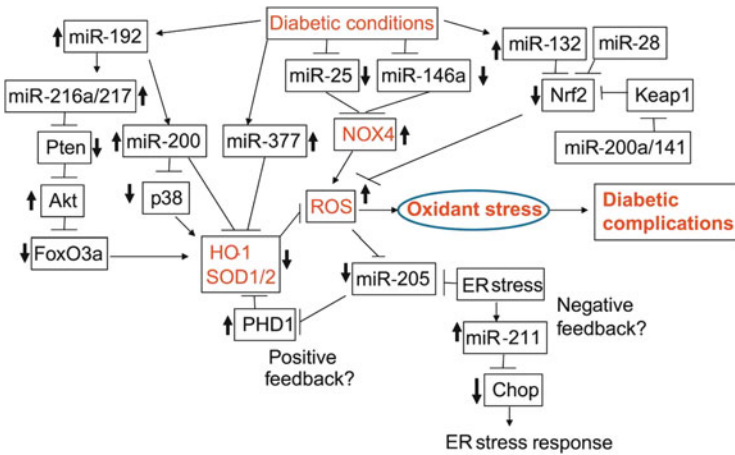 Diabetic conditions
miR-192
miR-132
miR-28
miR-25
miR-146a
miR-216a/217
Nrf2
Keap1
miR-200
miR-377
NOX4
Pten
miR-200a/141
p38
Akt
ROS
Oxidant stress
Diabetic
complications
FoxO3a
HO-1
SOD1/2
miR-205
ER stress
Negative
feedback?
PHD1
miR-211
Positive
feedback?
Chop
ER stress response